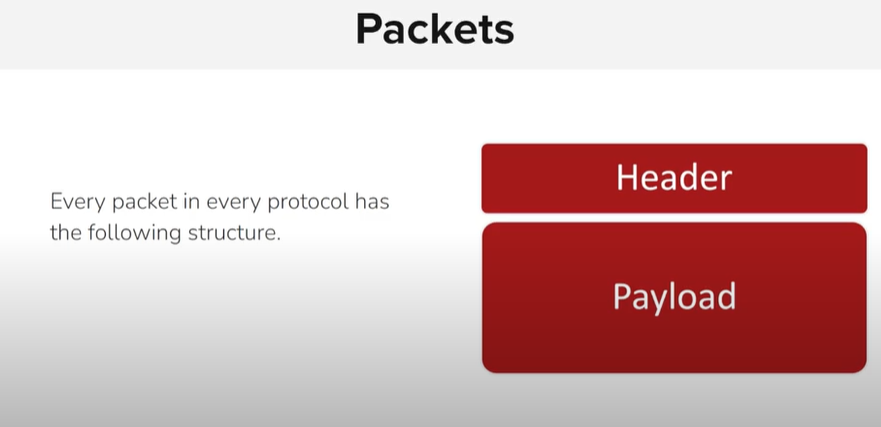 Packets
Every packet in every protocol has
the following structure.
Header
Payload